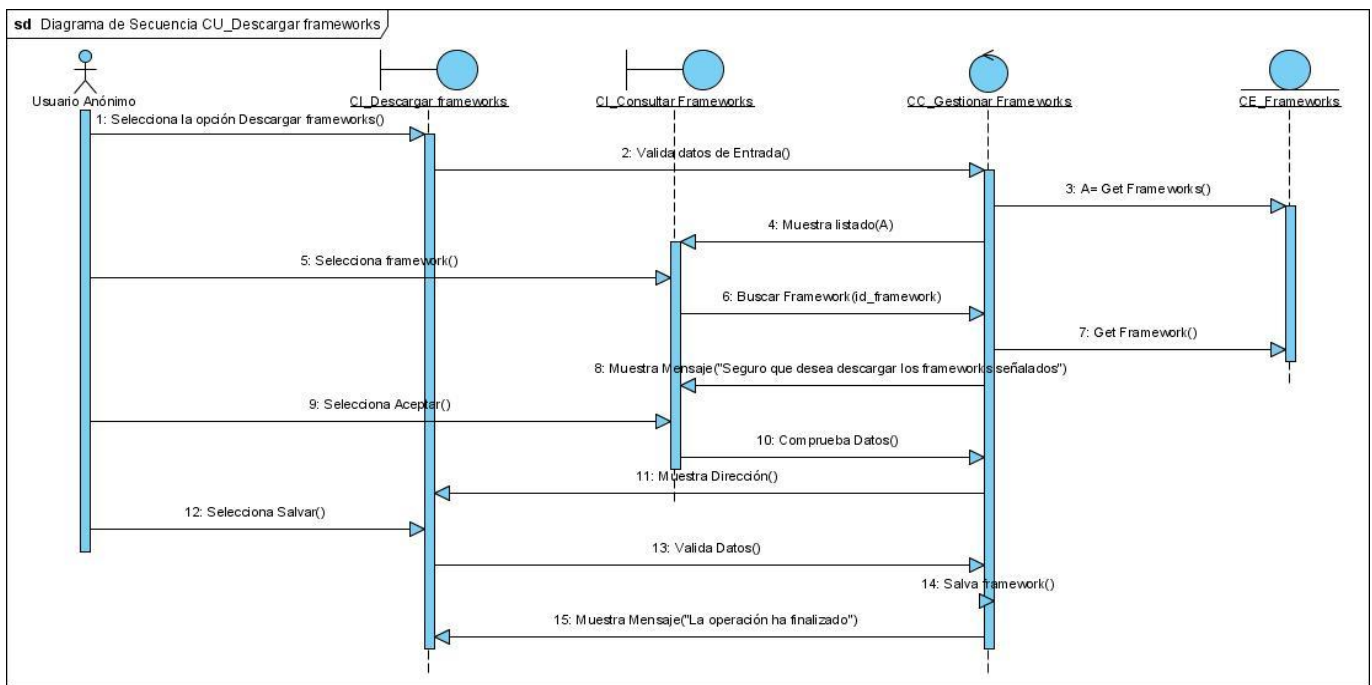 sd Diagrama de Secuencia CU_Descargar frameworks
Usuario Anónimo
CI_Descargar frameworks
CI_Consultar Frameworks
CC_Gestionar Frameworks
CE_Frameworks
1: Selecciona la opción Descargar frameworks()
2: Valida datos de Entrada()
3: A= Get Frameworks()
4: Muestra listado(A)
5: Selecciona framework()
6: Buscar Framework(id_framework)
7: Get Framework()
8: Muestra Mensaje("Seguro que desea descargar los frameworks señalados")
9: Selecciona Aceptar()
10: Comprueba Datos()
11: Muestra Dirección()
12: Selecciona Salvar()
13: Valida Datos()
14: Salva framework()
15: Muestra Mensaje("La operación ha finalizado")